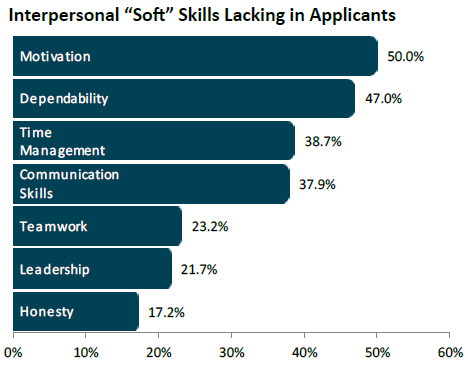 Interpersonal “Soft” Skills Lacking in Applicants
Motivation 50.0%
Dependability 47.0%
Time
Management 38.7%
Communication
Skills 37.9%
Teamwork 23.2%
Leadership 21.7%
Honesty 17.2%
0% 10% 20% 30% 40% 50% 60%